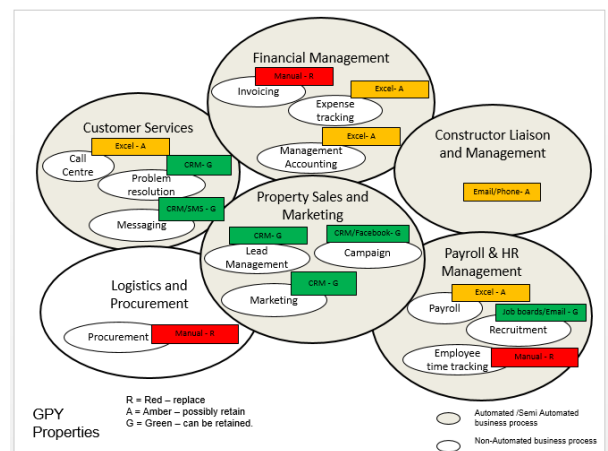 Financial Management
Manual - R
Invoicing
Excel- A
Expense
tracking
Excel- A
Management
Accounting
Customer Services
Excel - A
Call
Centre
CRM- G
Problem
resolution
CRM/SMS - G
Messaging
Constructor Liaison
and Management
Email/Phone- A
Property Sales and
Marketing
CRM- G
Lead
Management
CRM/Facebook- G
Campaign
CRM - G
Marketing
Logistics and
Procurement
Procurement
Manual - R
Payroll & HR
Management
Excel – A
Payroll
Job boards/Email - G
Recruitment
Employee
time tracking
Manual - R
GPY
Properties
R = Red – replace
A = Amber – possibly retain
G = Green – can be retained.
Automated /Semi Automated
business process
Non-Automated business process